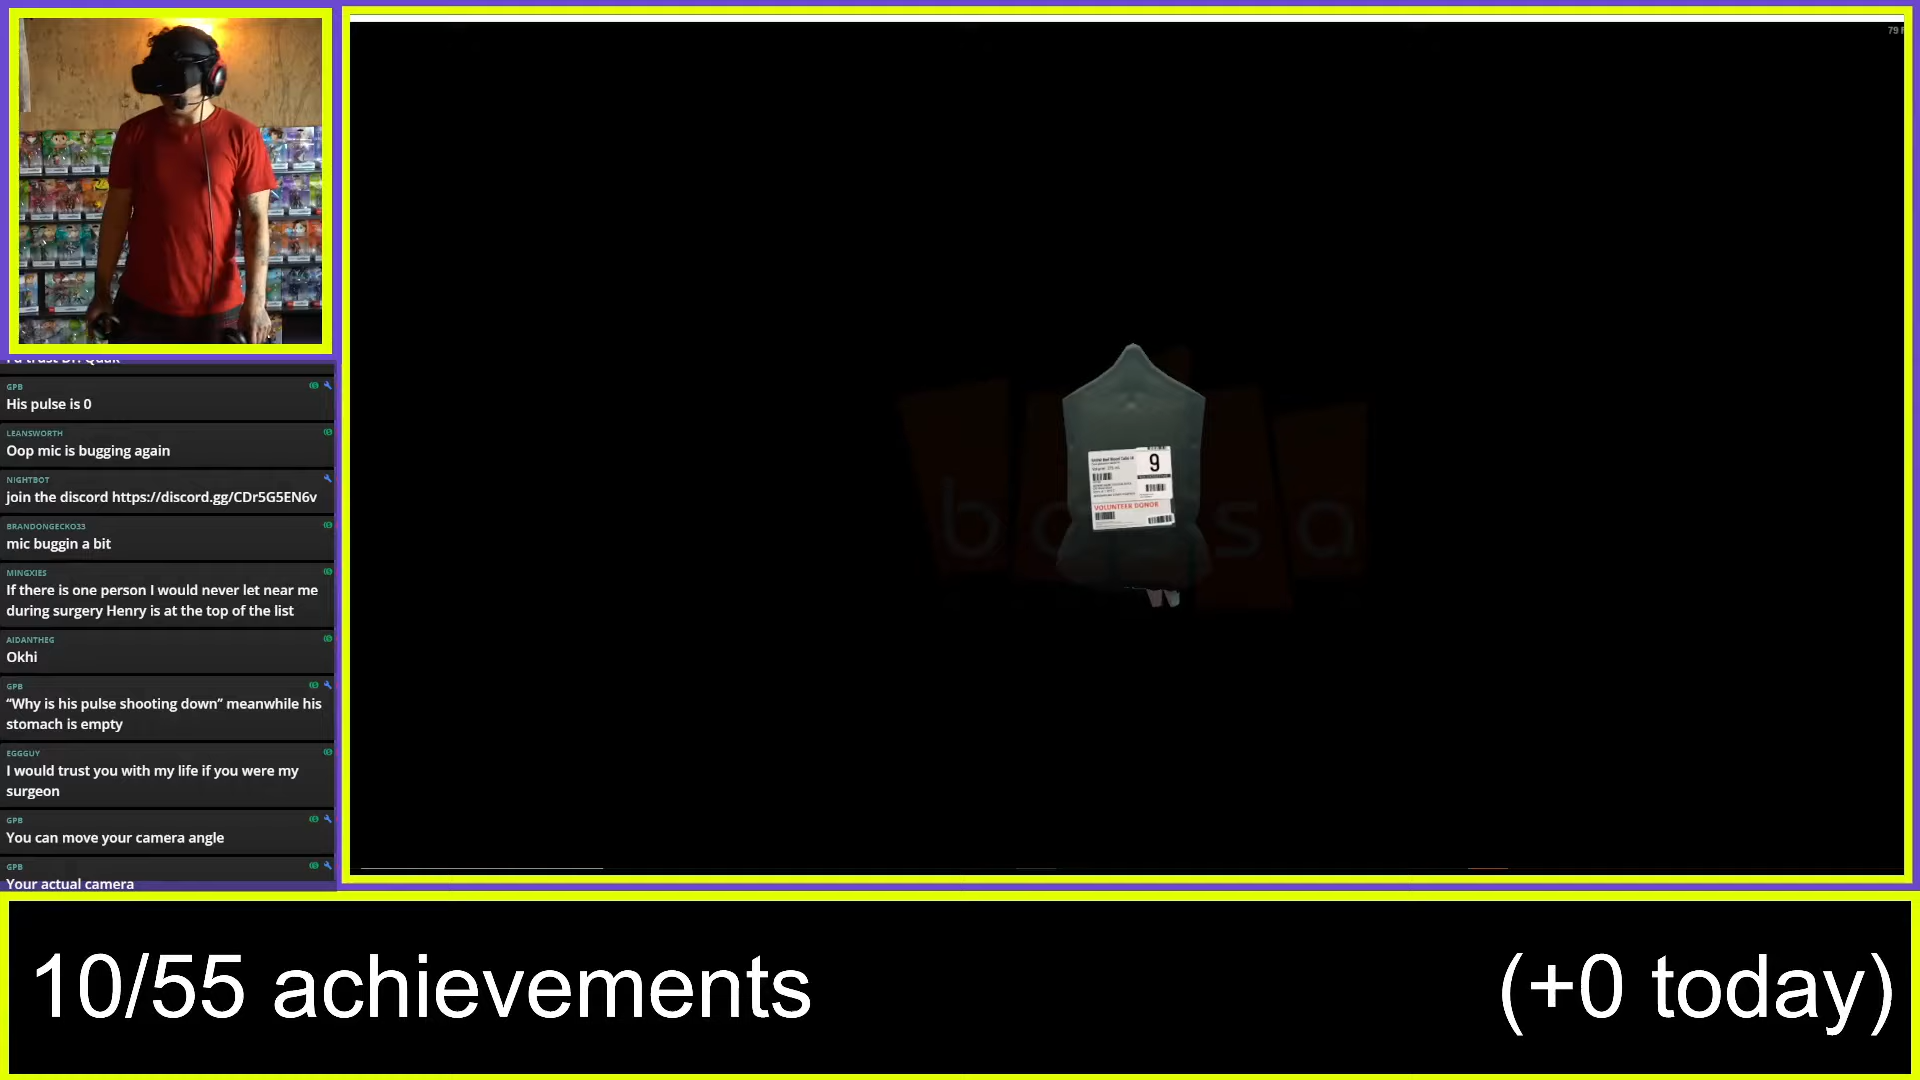 79
I'd trust Dr. Quak
GPB
His pulse is 0
LEANSWORTH
Oop mic is bugging again
NIGHTBOT
join the discord https://discord.gg/CDr5G5EN6v
BRANDONGECKO33
mic buggin a bit
MINGXIES
If there is one person I would never let near me
during surgery Henry is at the top of the list
AIDANTHEG
Okhi
GPB
“Why is his pulse shooting down” meanwhile his
stomach is empty
EGGGUY
I would trust you with my life if you were my
surgeon
GPB
You can move your camera angle
GPB
Your actual camera
9
VOLUNTEER DONOR
10/55 achievements
(+0 today)